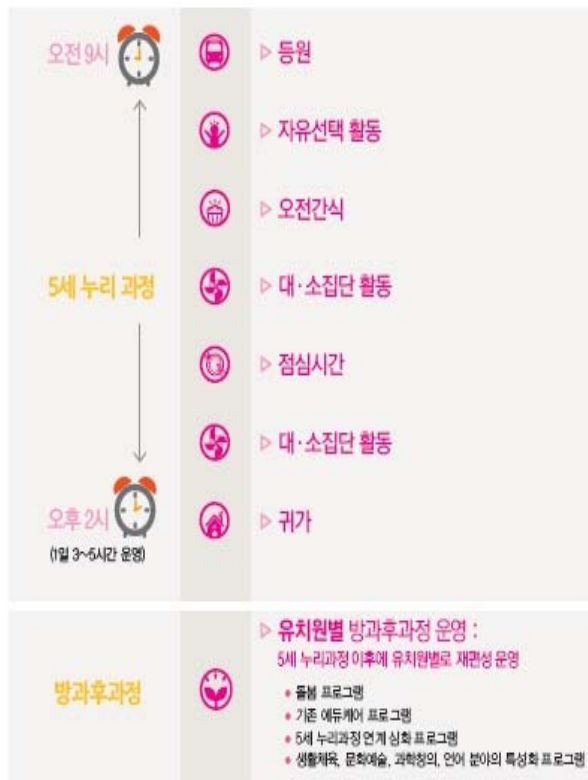 오전 9시
▷ 등원
▷ 자유선택 활동
▷ 오전간식
5세 누리 과정
▷ 대·소집단 활동
▷ 점심시간
▷ 대·소집단 활동
오후 2시
▷ 귀가
(1일 3~5시간 운영)
방과후과정
▷ 유치원별 방과후과정 운영 :
5세 누리과정 이후에 유치원별로 재편성 운영
• 돌봄 프로그램
• 기존 에듀케어 프로그램
• 5세 누리과정 연계 심화 프로그램
• 생활체육, 문화예술, 과학창의, 언어 분야의 특성화 프로그램